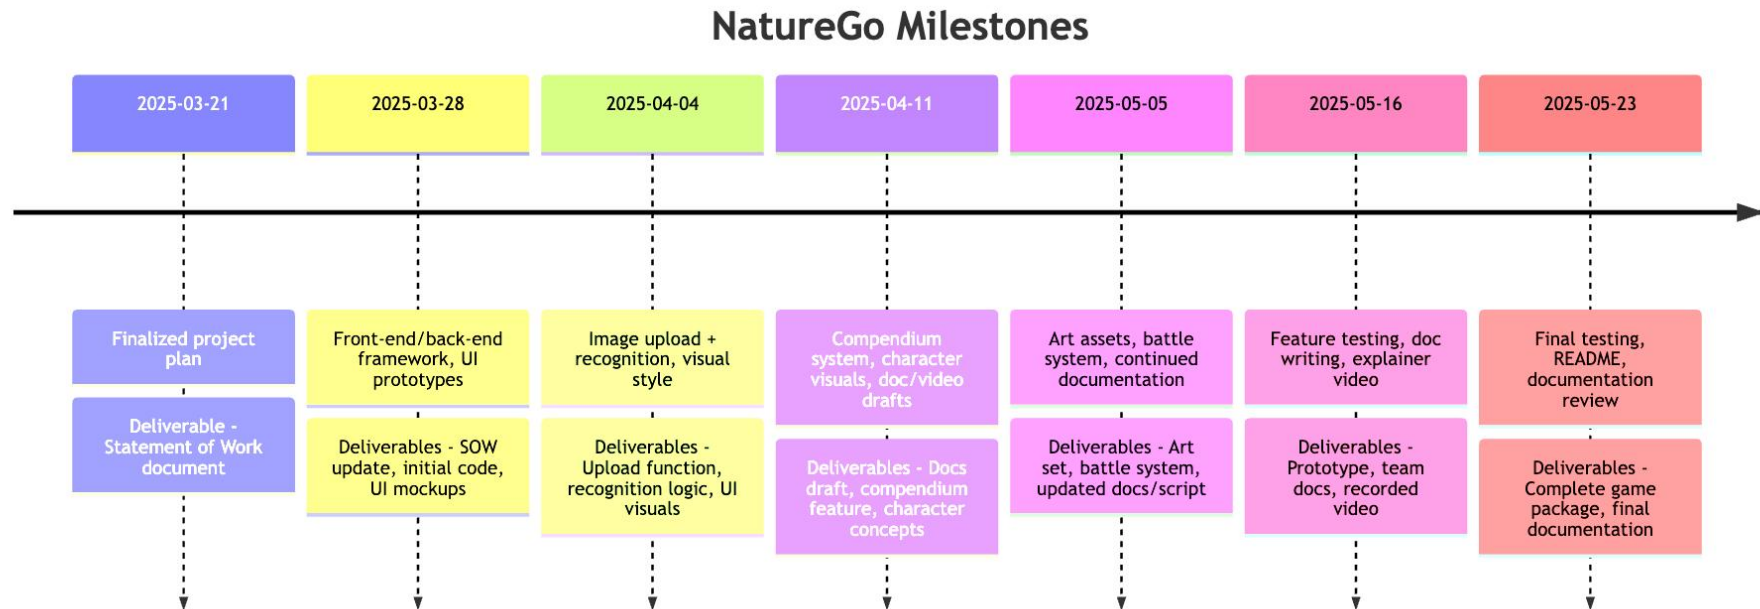 NatureGo Milestones
2025-03-21
2025-03-28
2025-04-04
2025-04-11
2025-05-05
2025-05-16
2025-05-23
Finalized project
plan
Deliverable -
Statement of Work
document
Front-end/back-end
framework, UI
prototypes
Deliverables - SOW
update, initial code,
UI mockups
Image upload +
recognition, visual
style
Deliverables -
Upload function,
recognition logic, UI
visuals
Compendium
system, character
visuals, doc/video
drafts
Deliverables - Docs
draft, compendium
feature, character
concepts
Art assets, battle
system, continued
documentation
Deliverables - Art
set, battle system,
updated docs/script
Feature testing, doc
writing, explainer
video
Deliverables -
Prototype, team
docs, recorded
video
Final testing,
README,
documentation
review
Deliverables -
Complete game
package, final
documentation